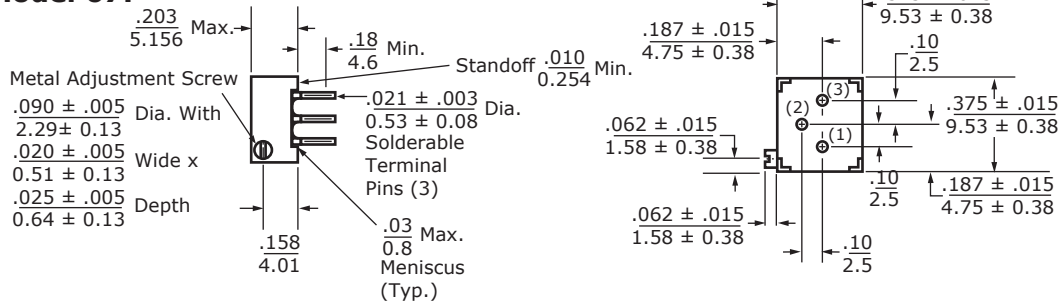 .203
5.156 Max.
.18 Min.
4.6
Standoff .010 Min.
0.254
Metal Adjustment Screw
.090 ± .005 Dia. With
2.29± 0.13
.020 ± .005 Wide x
0.51 ± 0.13
.025 ± .005 Depth
0.64 ± 0.13
.021 ± .003 Dia.
0.53 ± 0.08
Solderable
Terminal
Pins (3)
.158
4.01
.03 Max.
0.8
Meniscus
(Typ.)
9.53 ± 0.38
.187 ± .015
4.75 ± 0.38
.10
2.5
(3)
(2)
(1)
.375 ± .015
9.53 ± 0.38
.062 ± .015
1.58 ± 0.38
.10
2.5
.187 ± .015
4.75 ± 0.38
.062 ± .015
1.58 ± 0.38
.10
2.5